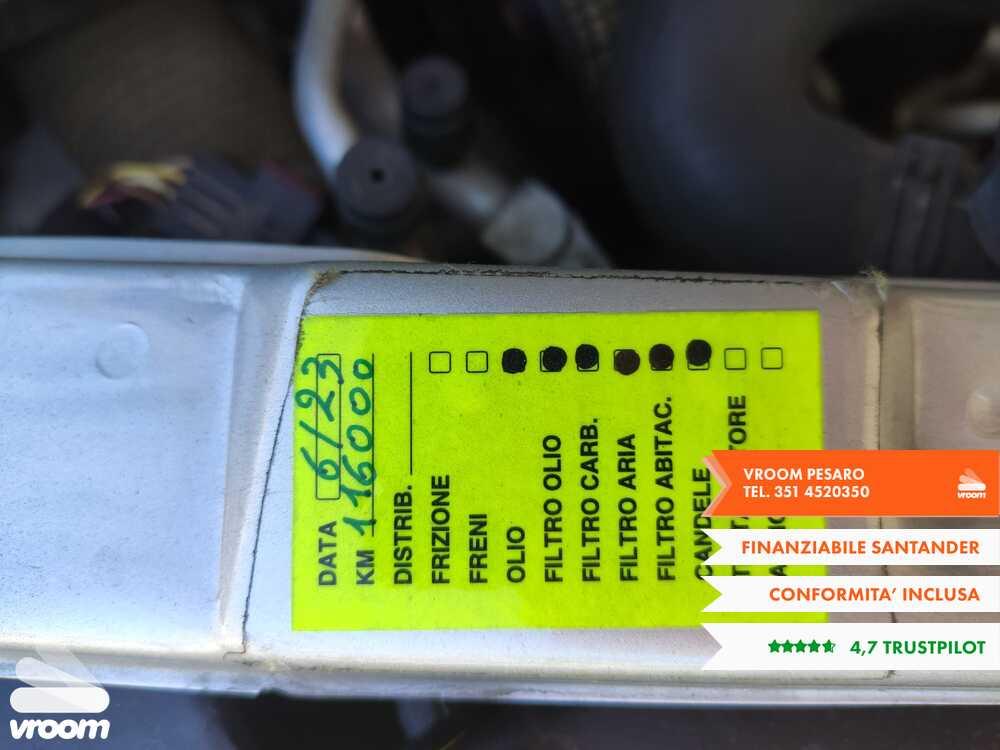 DATA 6/23
KM 116000
DISTRIB.
FRIZIONE
FRENI
OLIO
FILTRO OLIO
FILTRO CARB.
FILTRO ARIA
FILTRO ABITAC.
CANDELE
VROOM PESARO
TEL. 351 4520350
vroom
FINANZIABILE SANTANDER
CONFORMITA' INCLUSA
4,7 TRUSTPILOT
vroom